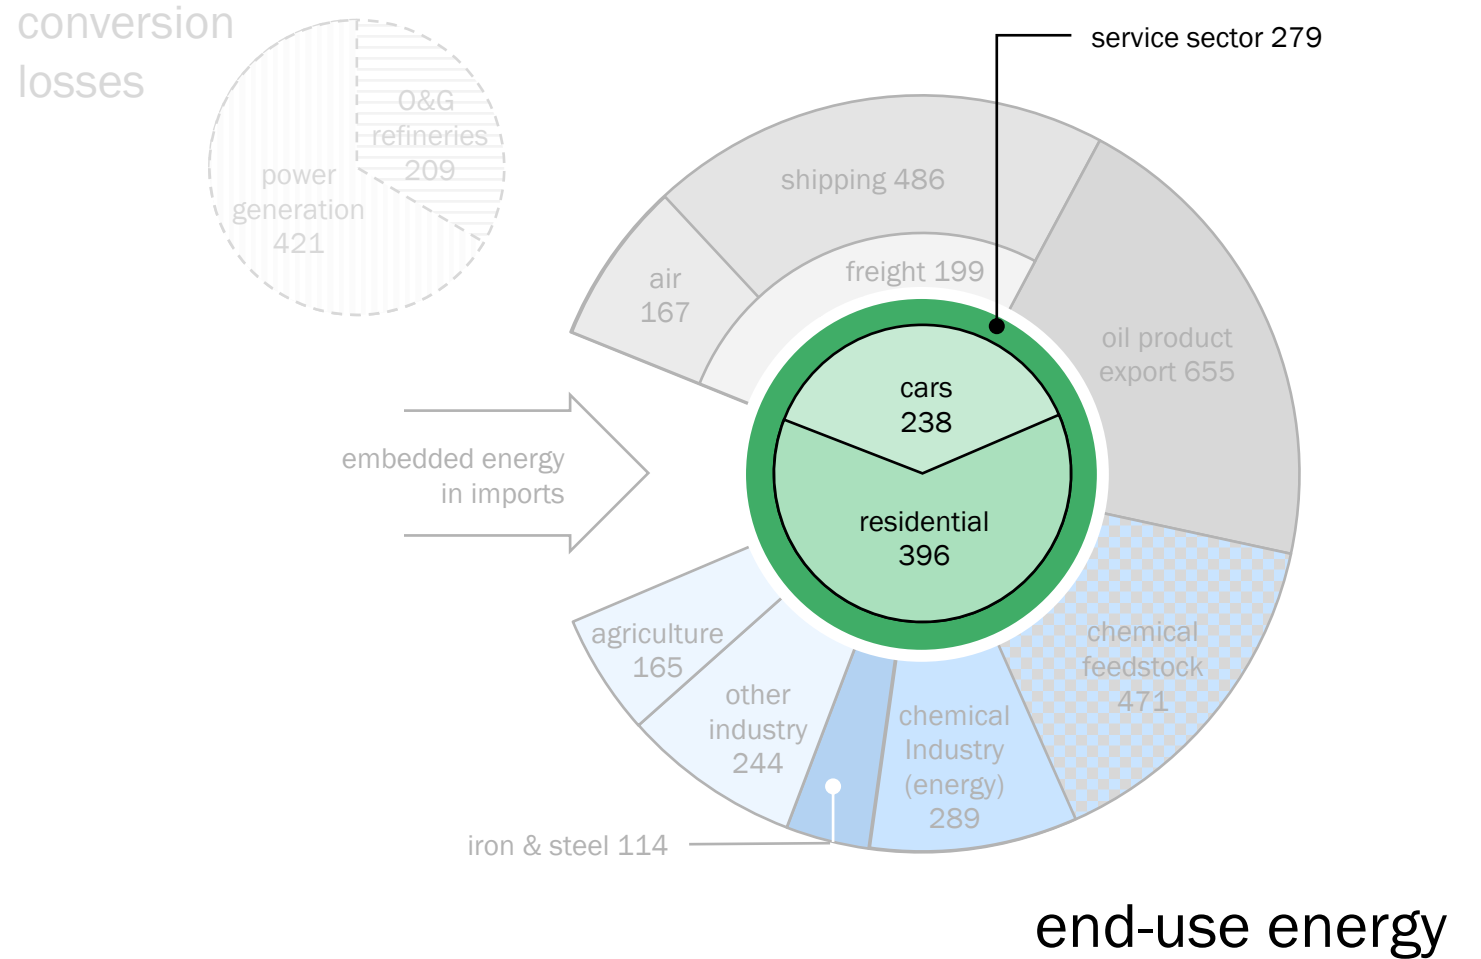 conversion
losses
O&G
refineries
209
power
generation
421
service sector 279
shipping 486
freight 199
air
167
oil product
export 655
cars
238
embedded energy
in imports
residential
396
agriculture
165
other
industry
244
chemical
Industry
(energy)
289
chemical
feedstock
471
iron & steel 114
end-use energy